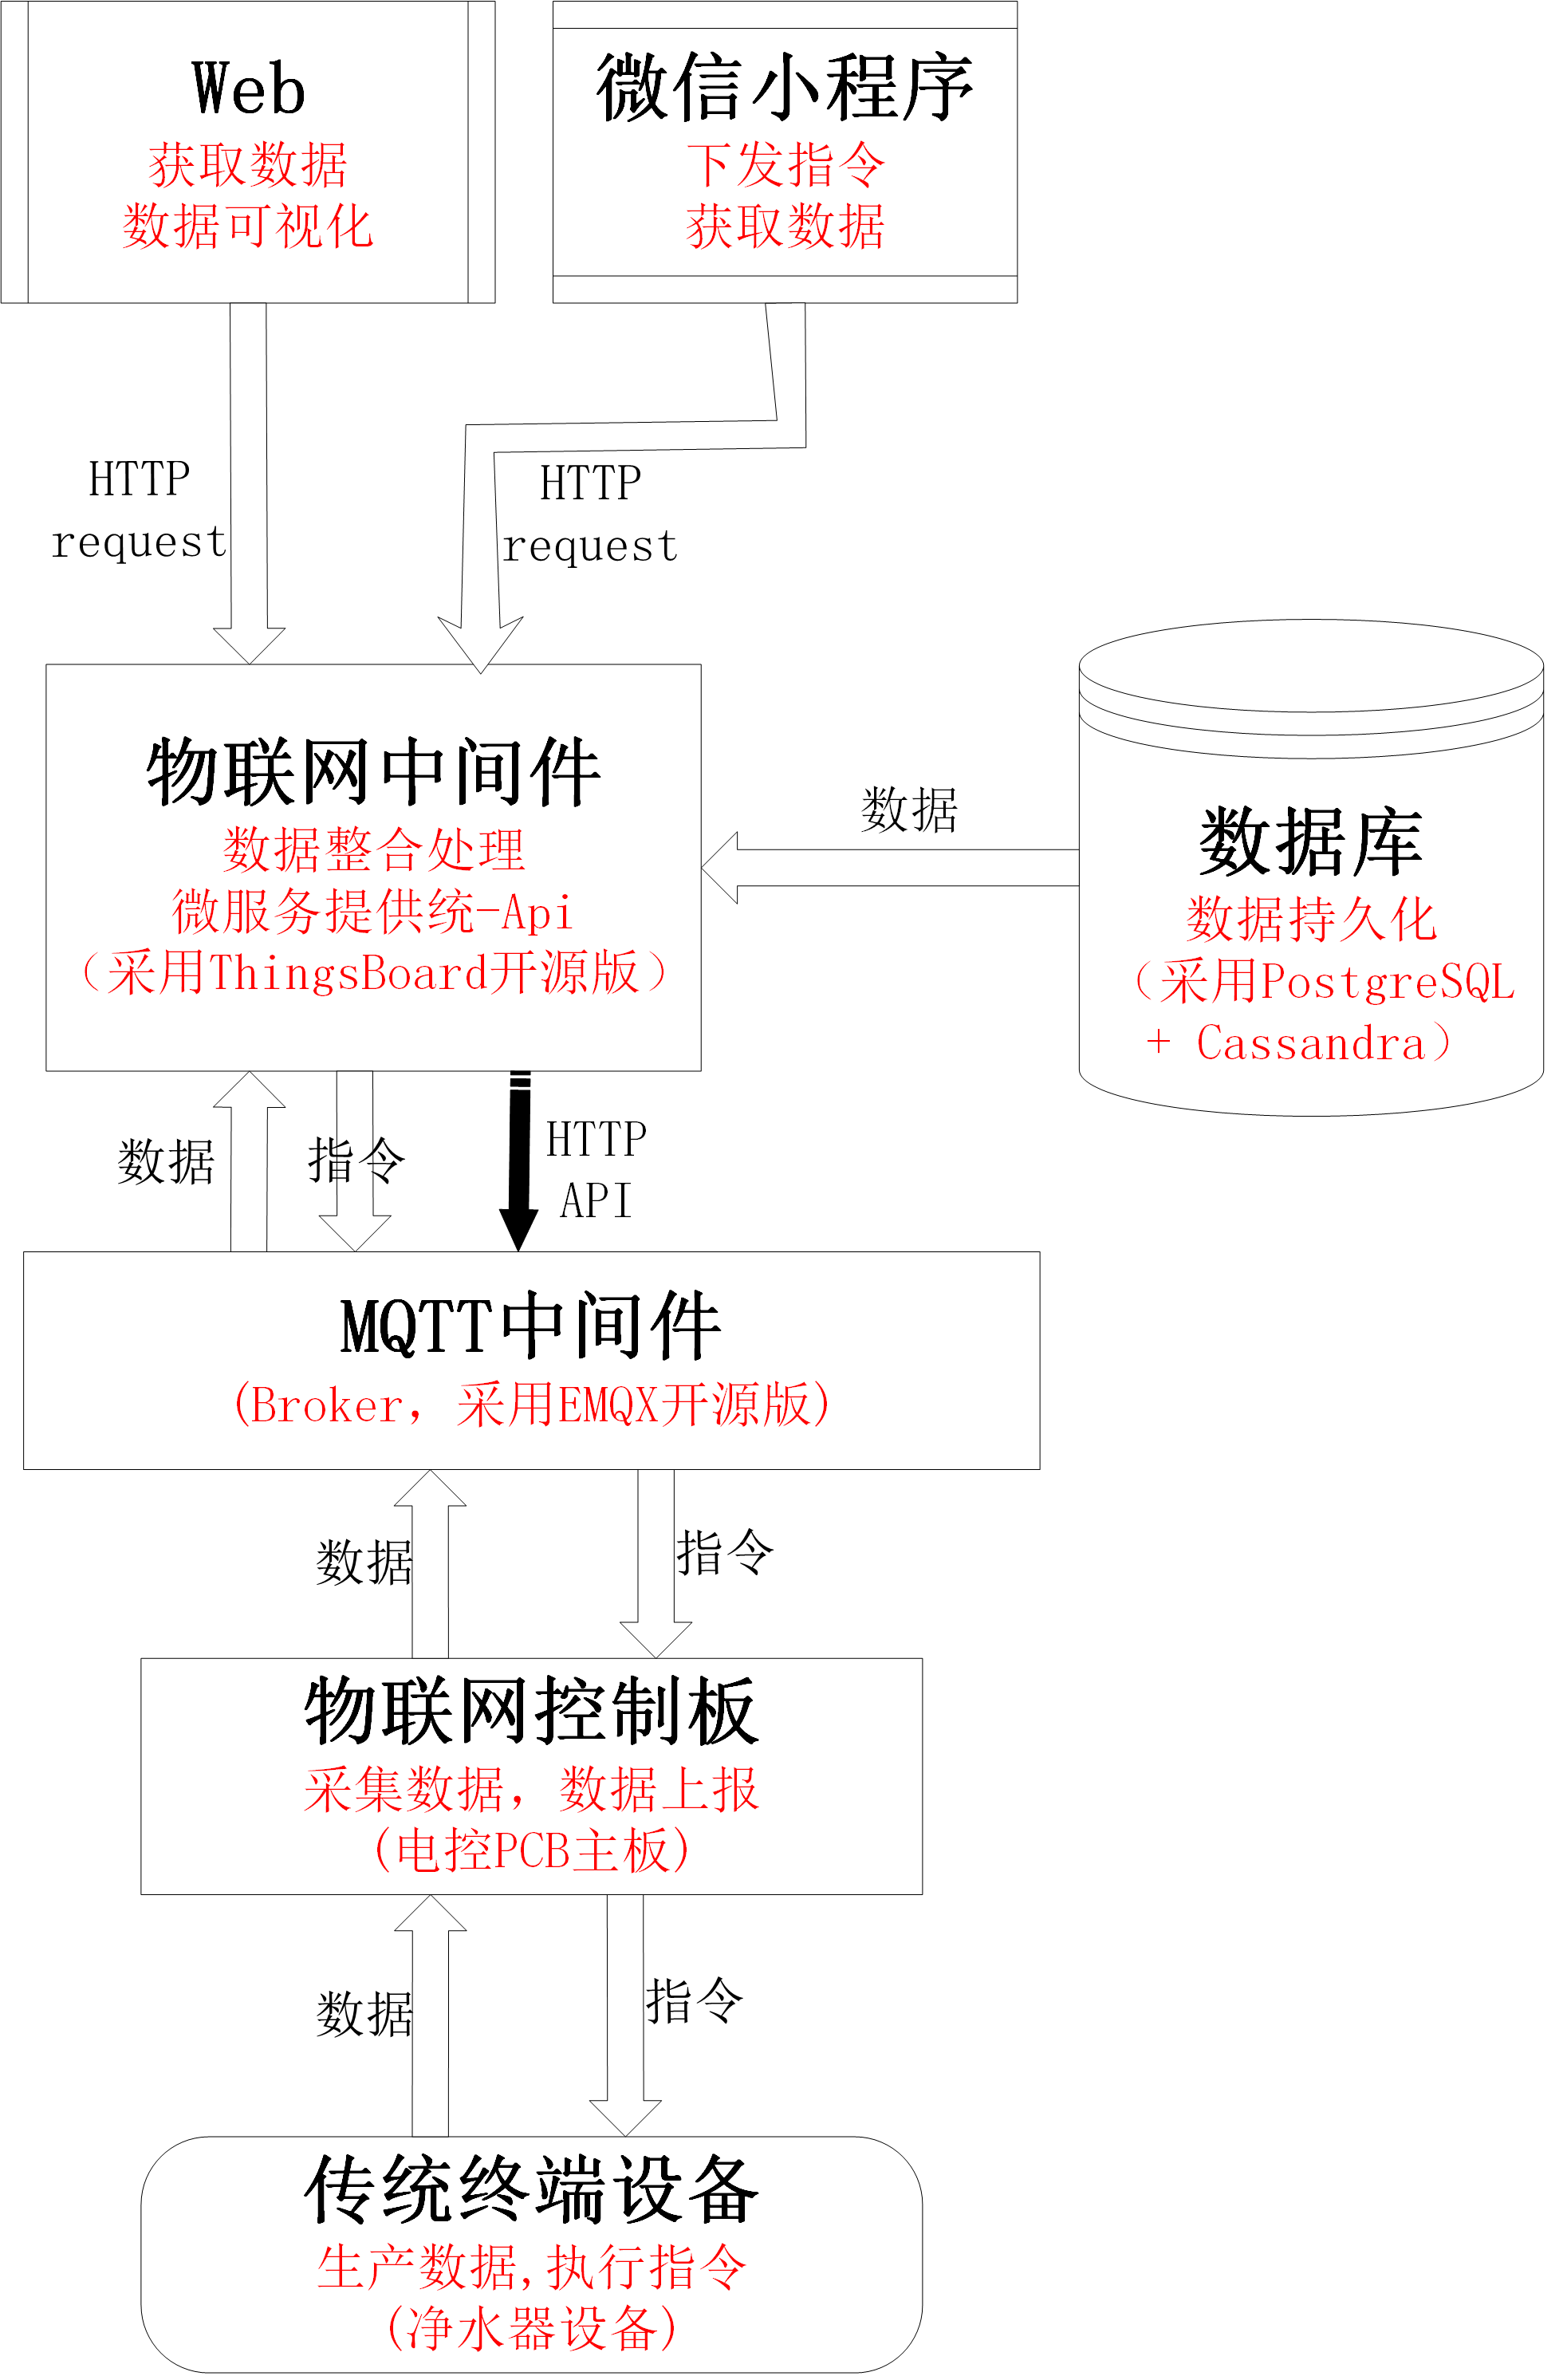 Web
获取数据
数据可视化
微信小程序
下发指令
获取数据
HTTP
request
HTTP
request
物联网中间件
数据整合处理
微服务提供统-Api
（采用ThingsBoard开源版）
数据
数据库
数据持久化
（采用PostgreSQL
+ Cassandra）
数据
指令
HTTP
API
MQTT中间件
(Broker，采用EMQX开源版)
数据
指令
物联网控制板
采集数据，数据上报
(电控PCB主板)
数据
指令
传统终端设备
生产数据,执行指令
(净水器设备)